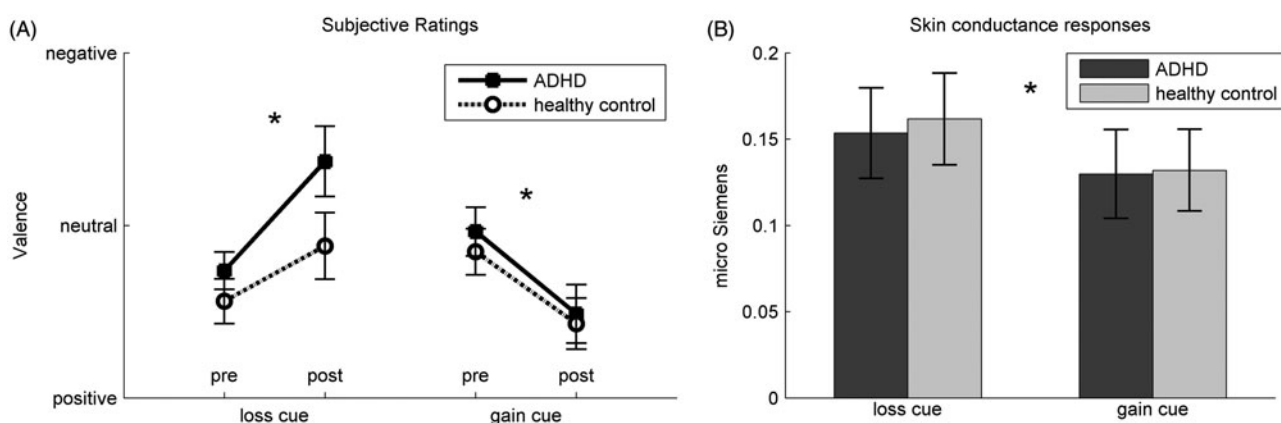 (A)
Subjective Ratings
negative
neutral
positive
Valence
ADHD
healthy control
*
*
pre
post
pre
post
loss cue
gain cue
(B)
Skin conductance responses
0.2
0.15
0.1
0.05
0
micro Siemens
ADHD
healthy control
*
loss cue
gain cue